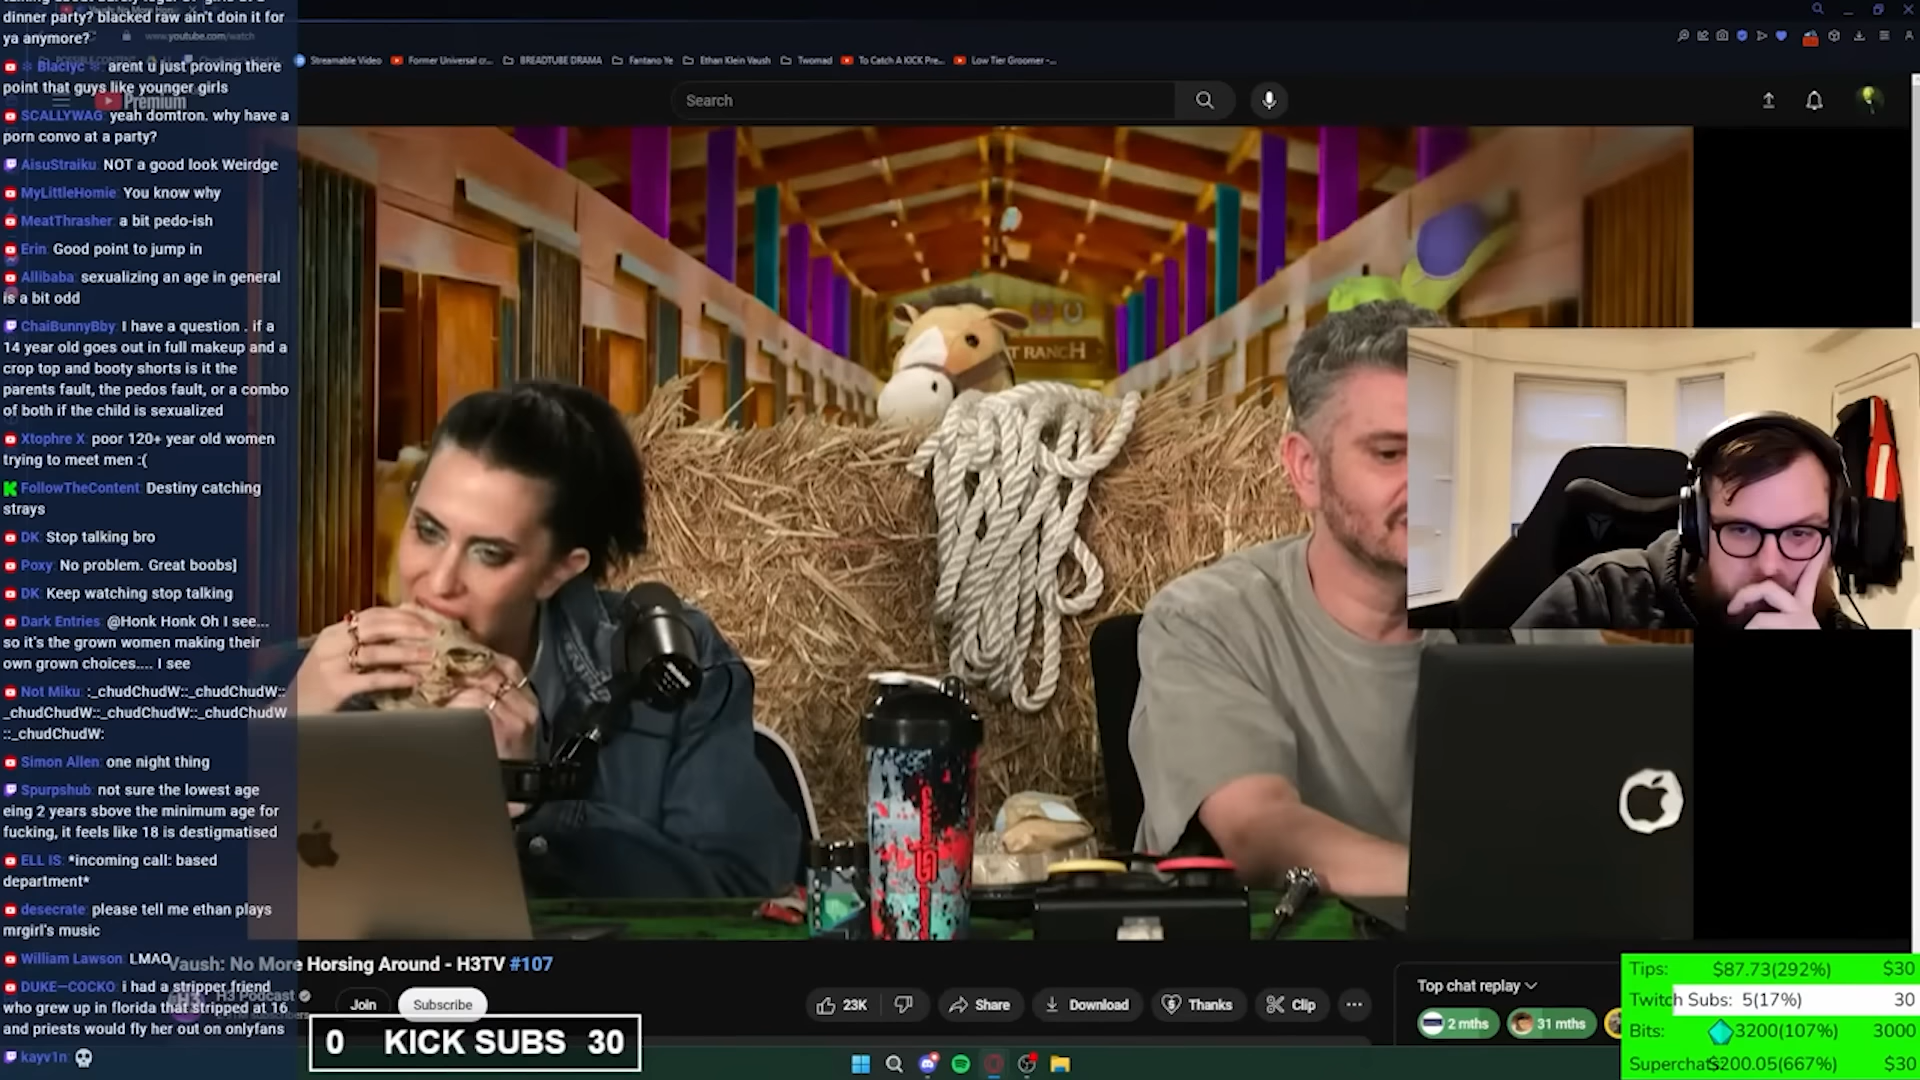 dinner party? blacked raw ain't doin it for
ya anymore?
Blaclyc: arent u just proving there
point that guys like younger girls
SCALLYWAG: yeah domtron. why have a
porn convo at a party?
AisuStraiku: NOT a good look Weirdge
MyLittleHomie: You know why
MeatThrasher: a bit pedo-ish
Erin: Good point to jump in
Allibaba: sexualizing an age in general
is a bit odd
ChaiBunnyBby: I have a question . if a
14 year old goes out in full makeup and a
crop top and booty shorts is it the
parents fault, the pedos fault, or a combo
of both if the child is sexualized
Xtophre X: poor 120+ year old women
trying to meet men :(
FollowTheContent: Destiny catching
strays
DK: Stop talking bro
Poxy: No problem. Great boobs]
DK: Keep watching stop talking
Dark Entries: @Honk Honk Oh I see...
so it's the grown women making their
own grown choices.... I see
Not Miku: :_chudChudW::_chudChudW::
_chudChudW::_chudChudW::_chudChudW
::_chudChudW:
Simon Allen: one night thing
Spurpshub: not sure the lowest age
eing 2 years sbove the minimum age for
fucking, it feels like 18 is destigmatised
ELL IS: *incoming call: based
department*
desecrate: please tell me ethan plays
mrgirl's music
William Lawson: LMAO
DUKE—COCKO: i had a stripper friend
who grew up in florida that stripped at 16
and priests would fly her out on onlyfans
kayv1n:
www.youtube.com/watch
Streamable Video
Former Universal cr...
BREADTUBE DRAMA
Fantano Ye
Ethan Klein Vaush
Twomad
To Catch A KICK Pre...
Low Tier Groomer -...
Premium
Search
T RANCH
Vaush: No More Horsing Around - H3TV #107
H3 Podcast
Join
Subscribe
23K
Share
Download
Thanks
Clip
Top chat replay
2 mths
31 mths
0 KICK SUBS 30
Tips: $87.73(292%) $30
Twitch Subs: 5(17%) 30
Bits: 3200(107%) 3000
Superchats: $200.05(667%) $30